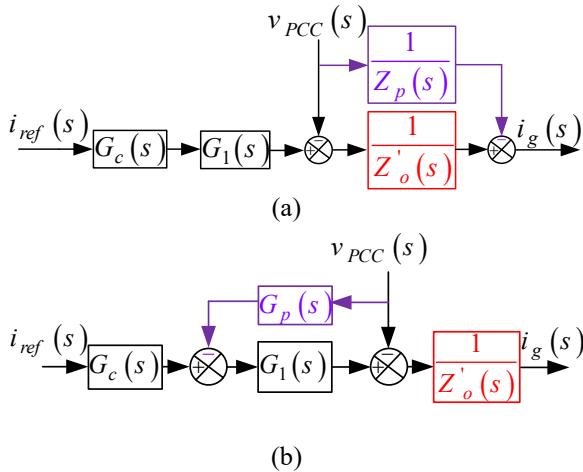 v_PCC(s)
1
Z_p(s)
i_ref(s)
G_c(s)
G_1(s)
+
−
1
Z'_o(s)
+
−
i_g(s)
(a)
v_PCC(s)
G_p(s)
i_ref(s)
G_c(s)
+
−
G_1(s)
+
−
1
Z'_o(s)
i_g(s)
(b)